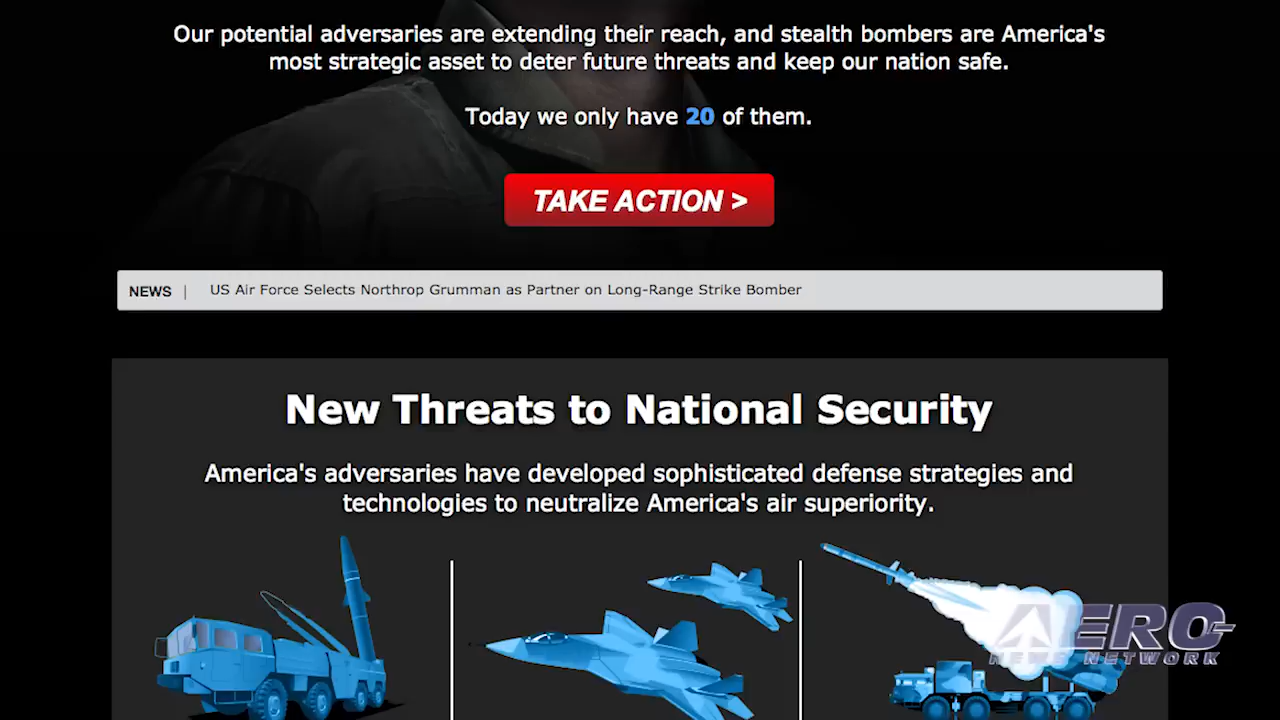 Our potential adversaries are extending their reach, and stealth bombers are America's
most strategic asset to deter future threats and keep our nation safe.
Today we only have 20 of them.
TAKE ACTION >
NEWS | US Air Force Selects Northrop Grumman as Partner on Long-Range Strike Bomber
New Threats to National Security
America's adversaries have developed sophisticated defense strategies and
technologies to neutralize America's air superiority.
AERO-
NEWS NETWORK